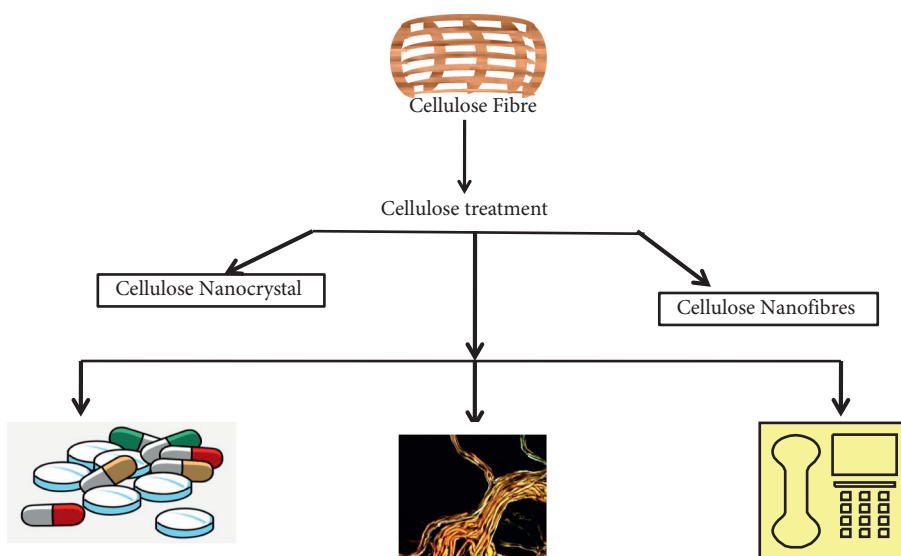 Cellulose Fibre
Cellulose treatment
Cellulose Nanocrystal
Cellulose Nanofibres